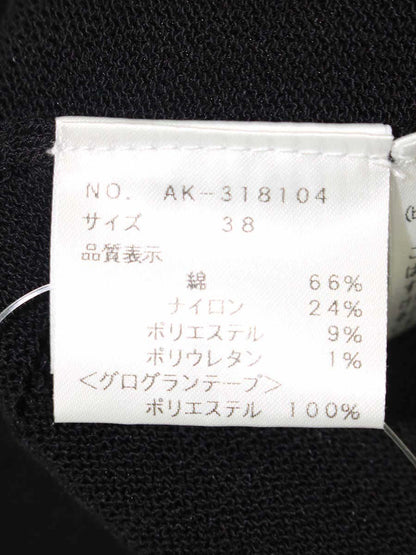 NO. AK-318104
サイズ 38
品質表示
綿 66%
ナイロン 24%
ポリエステル 9%
ポリウレタン 1%
<グログランテープ>
ポリエステル 100%